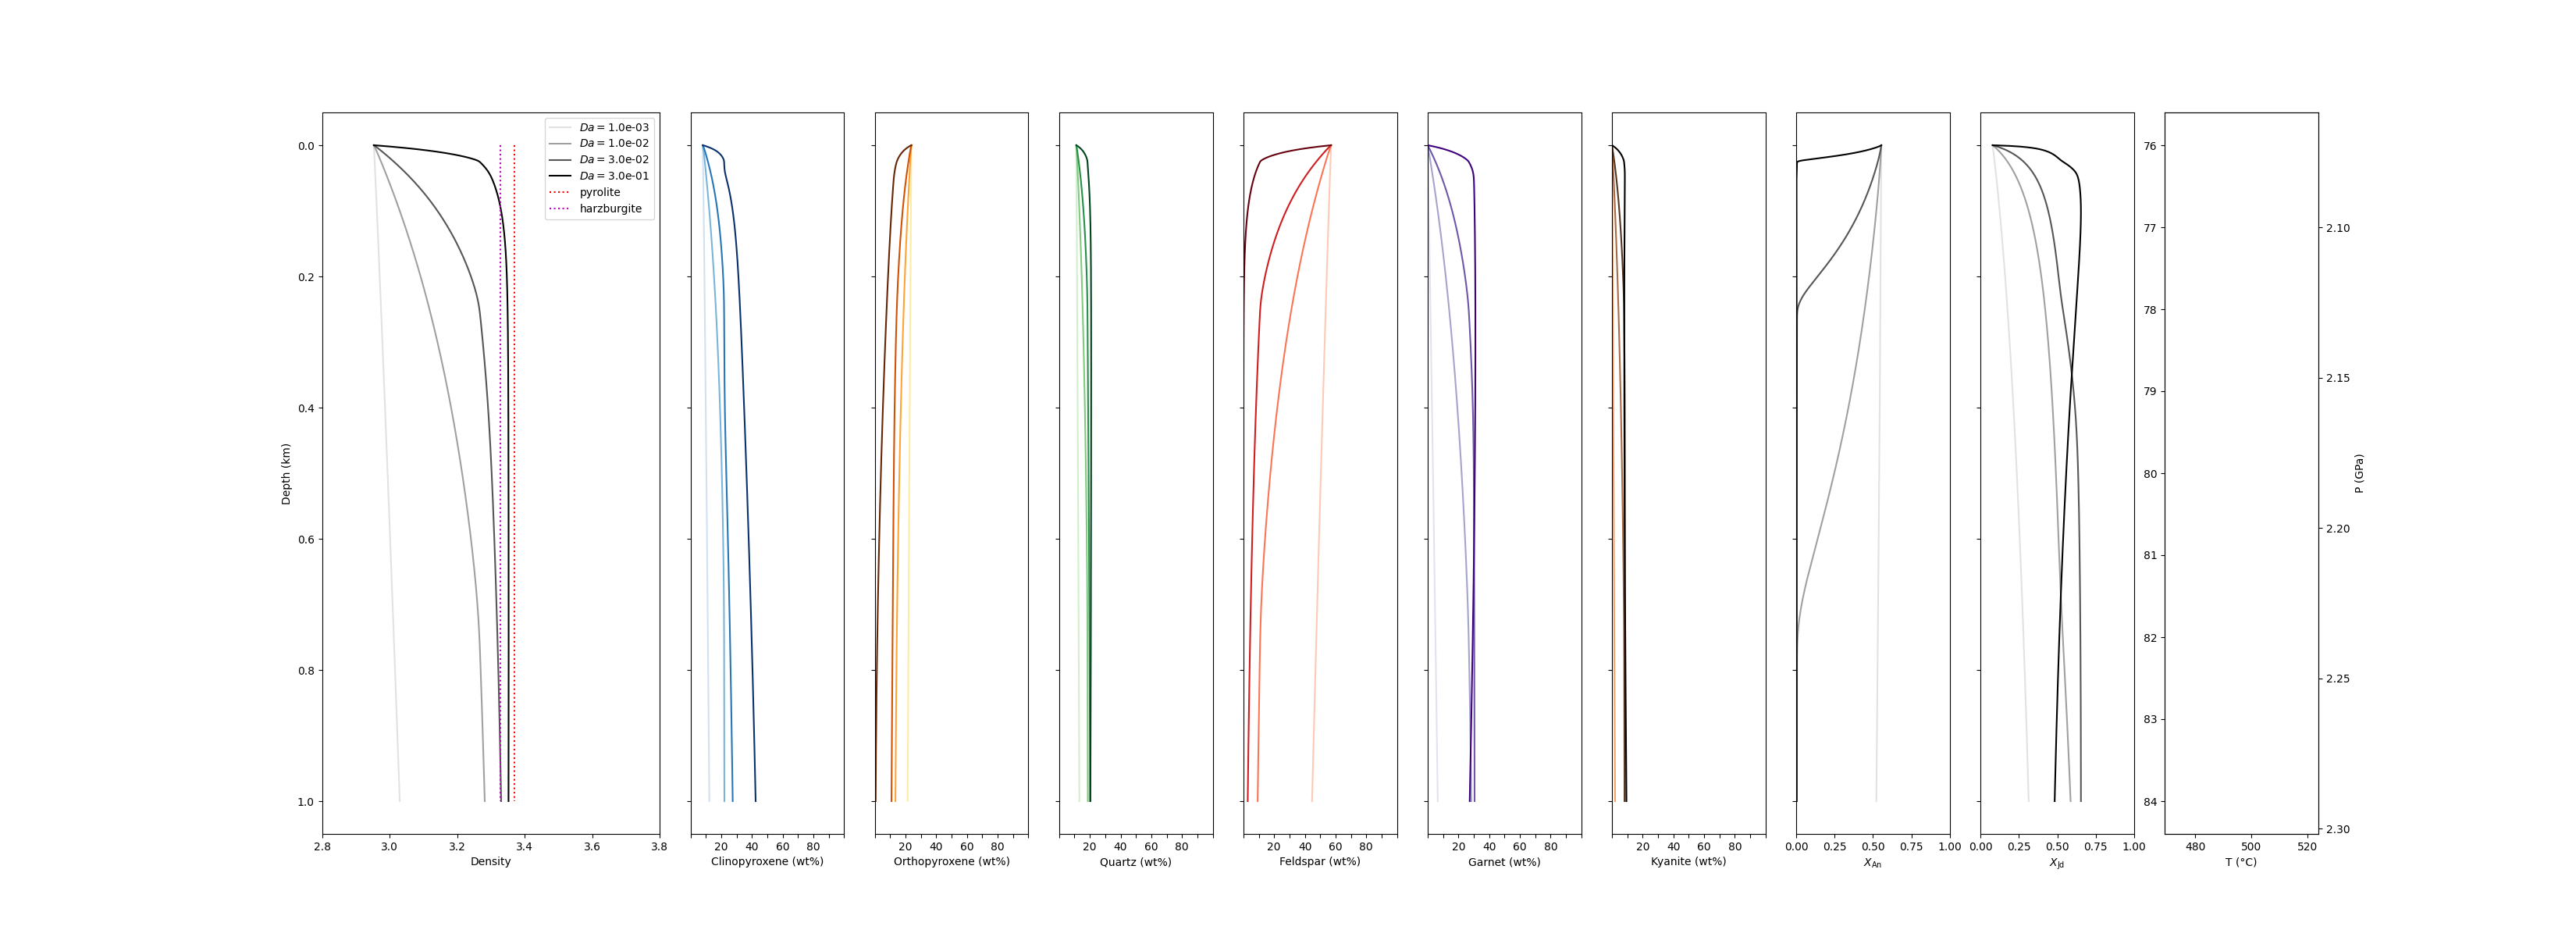 Da = 1.0e-03
Da = 1.0e-02
Da = 3.0e-02
Da = 3.0e-01
pyrolite
harzburgite
0.0
0.2
0.4
0.6
0.8
1.0
Depth (km)
2.8 3.0 3.2 3.4 3.6 3.8
Density
20 40 60 80
Clinopyroxene (wt%)
20 40 60 80
Orthopyroxene (wt%)
20 40 60 80
Quartz (wt%)
20 40 60 80
Feldspar (wt%)
20 40 60 80
Garnet (wt%)
20 40 60 80
Kyanite (wt%)
0.00 0.25 0.50 0.75 1.00
XAn
0.00 0.25 0.50 0.75 1.00
XJd
76
77
78
79
80
81
82
83
84
480 500 520
T (°C)
2.10
2.15
2.20
2.25
2.30
P (GPa)